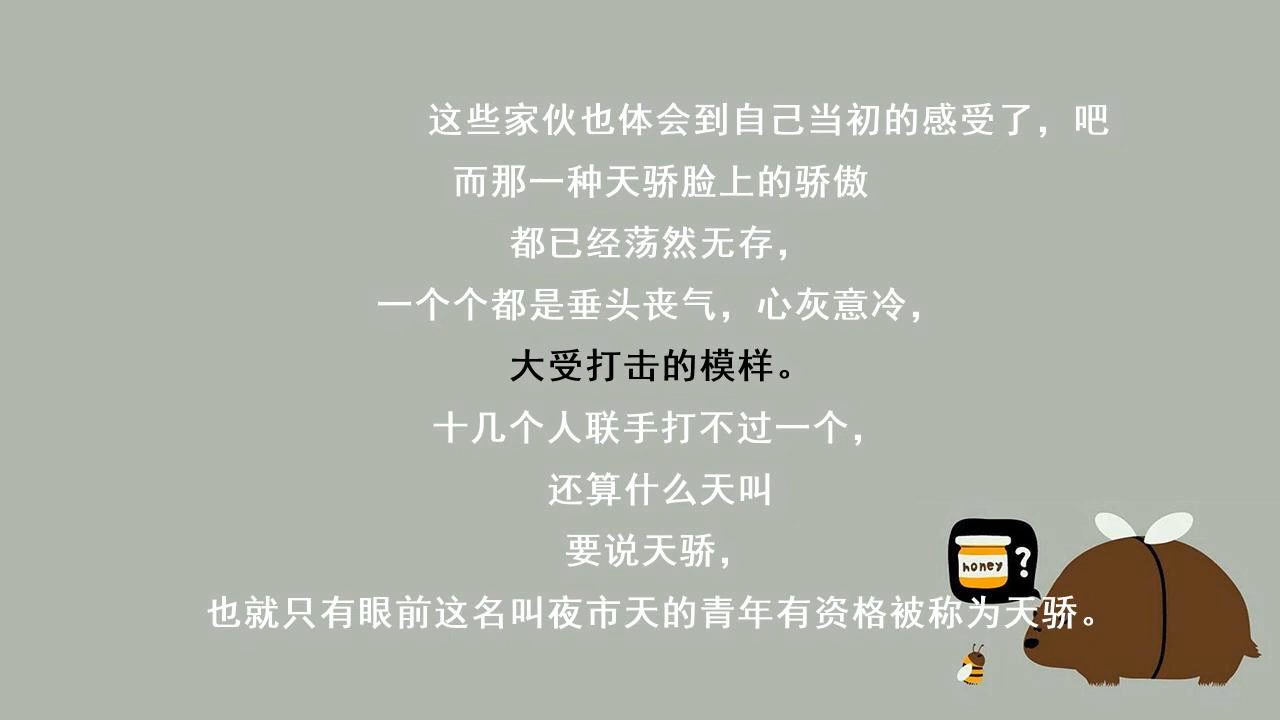 这些家伙也体会到自己当初的感受了，吧
而那一种天骄脸上的骄傲
都已经荡然无存，
一个个都是垂头丧气，心灰意冷，
大受打击的模样。
十几个人联手打不过一个，
还算什么天叫
要说天骄，
也就只有眼前这名叫夜市天的青年有资格被称为天骄。
honey
?